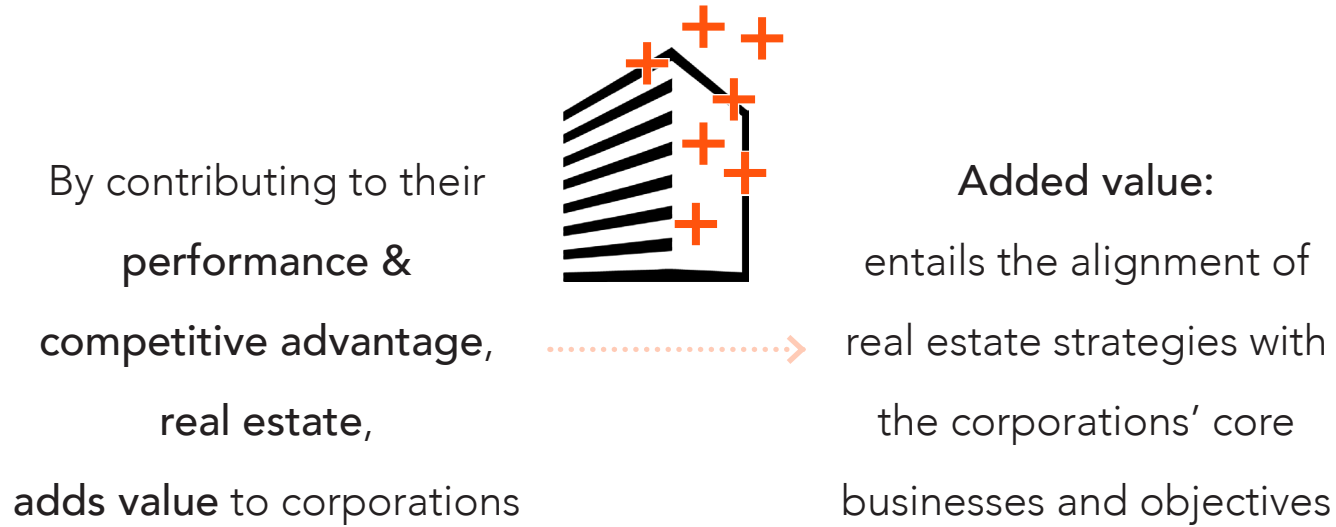 By contributing to their
performance &
competitive advantage,
real estate,
adds value to corporations
Added value:
entails the alignment of
real estate strategies with
the corporations’ core
businesses and objectives